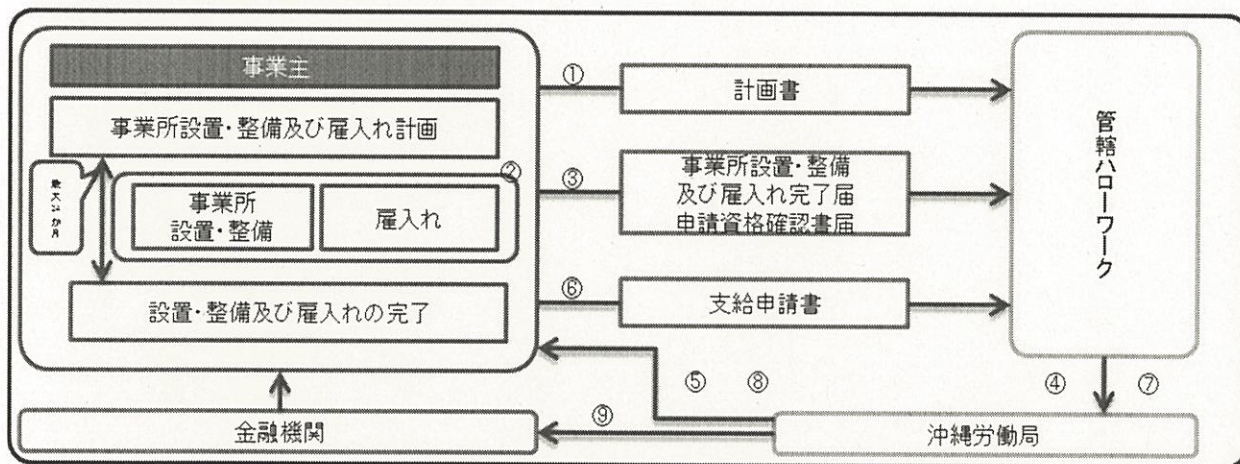 事業主
事業所設置・整備及び雇入れ計画
②
事業所
設置・整備
雇入れ
設置・整備及び雇入れの完了
①
計画書
③
事業所設置・整備
及び雇入れ完了届
申請資格確認書届
⑥
支給申請書
管轄ハローワーク
⑤ ⑧
④ ⑦
⑨
金融機関
沖縄労働局